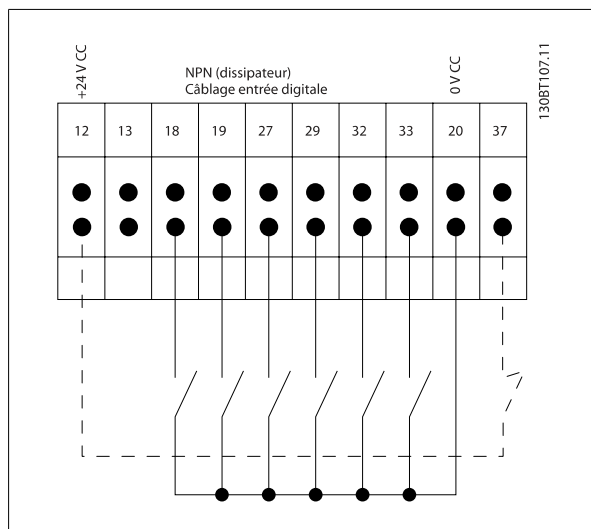 +24 V CC
NPN (dissipateur)
Câblage entrée digitale
0 V CC
130BT107.11
12 13 18 19 27 29 32 33 20 37